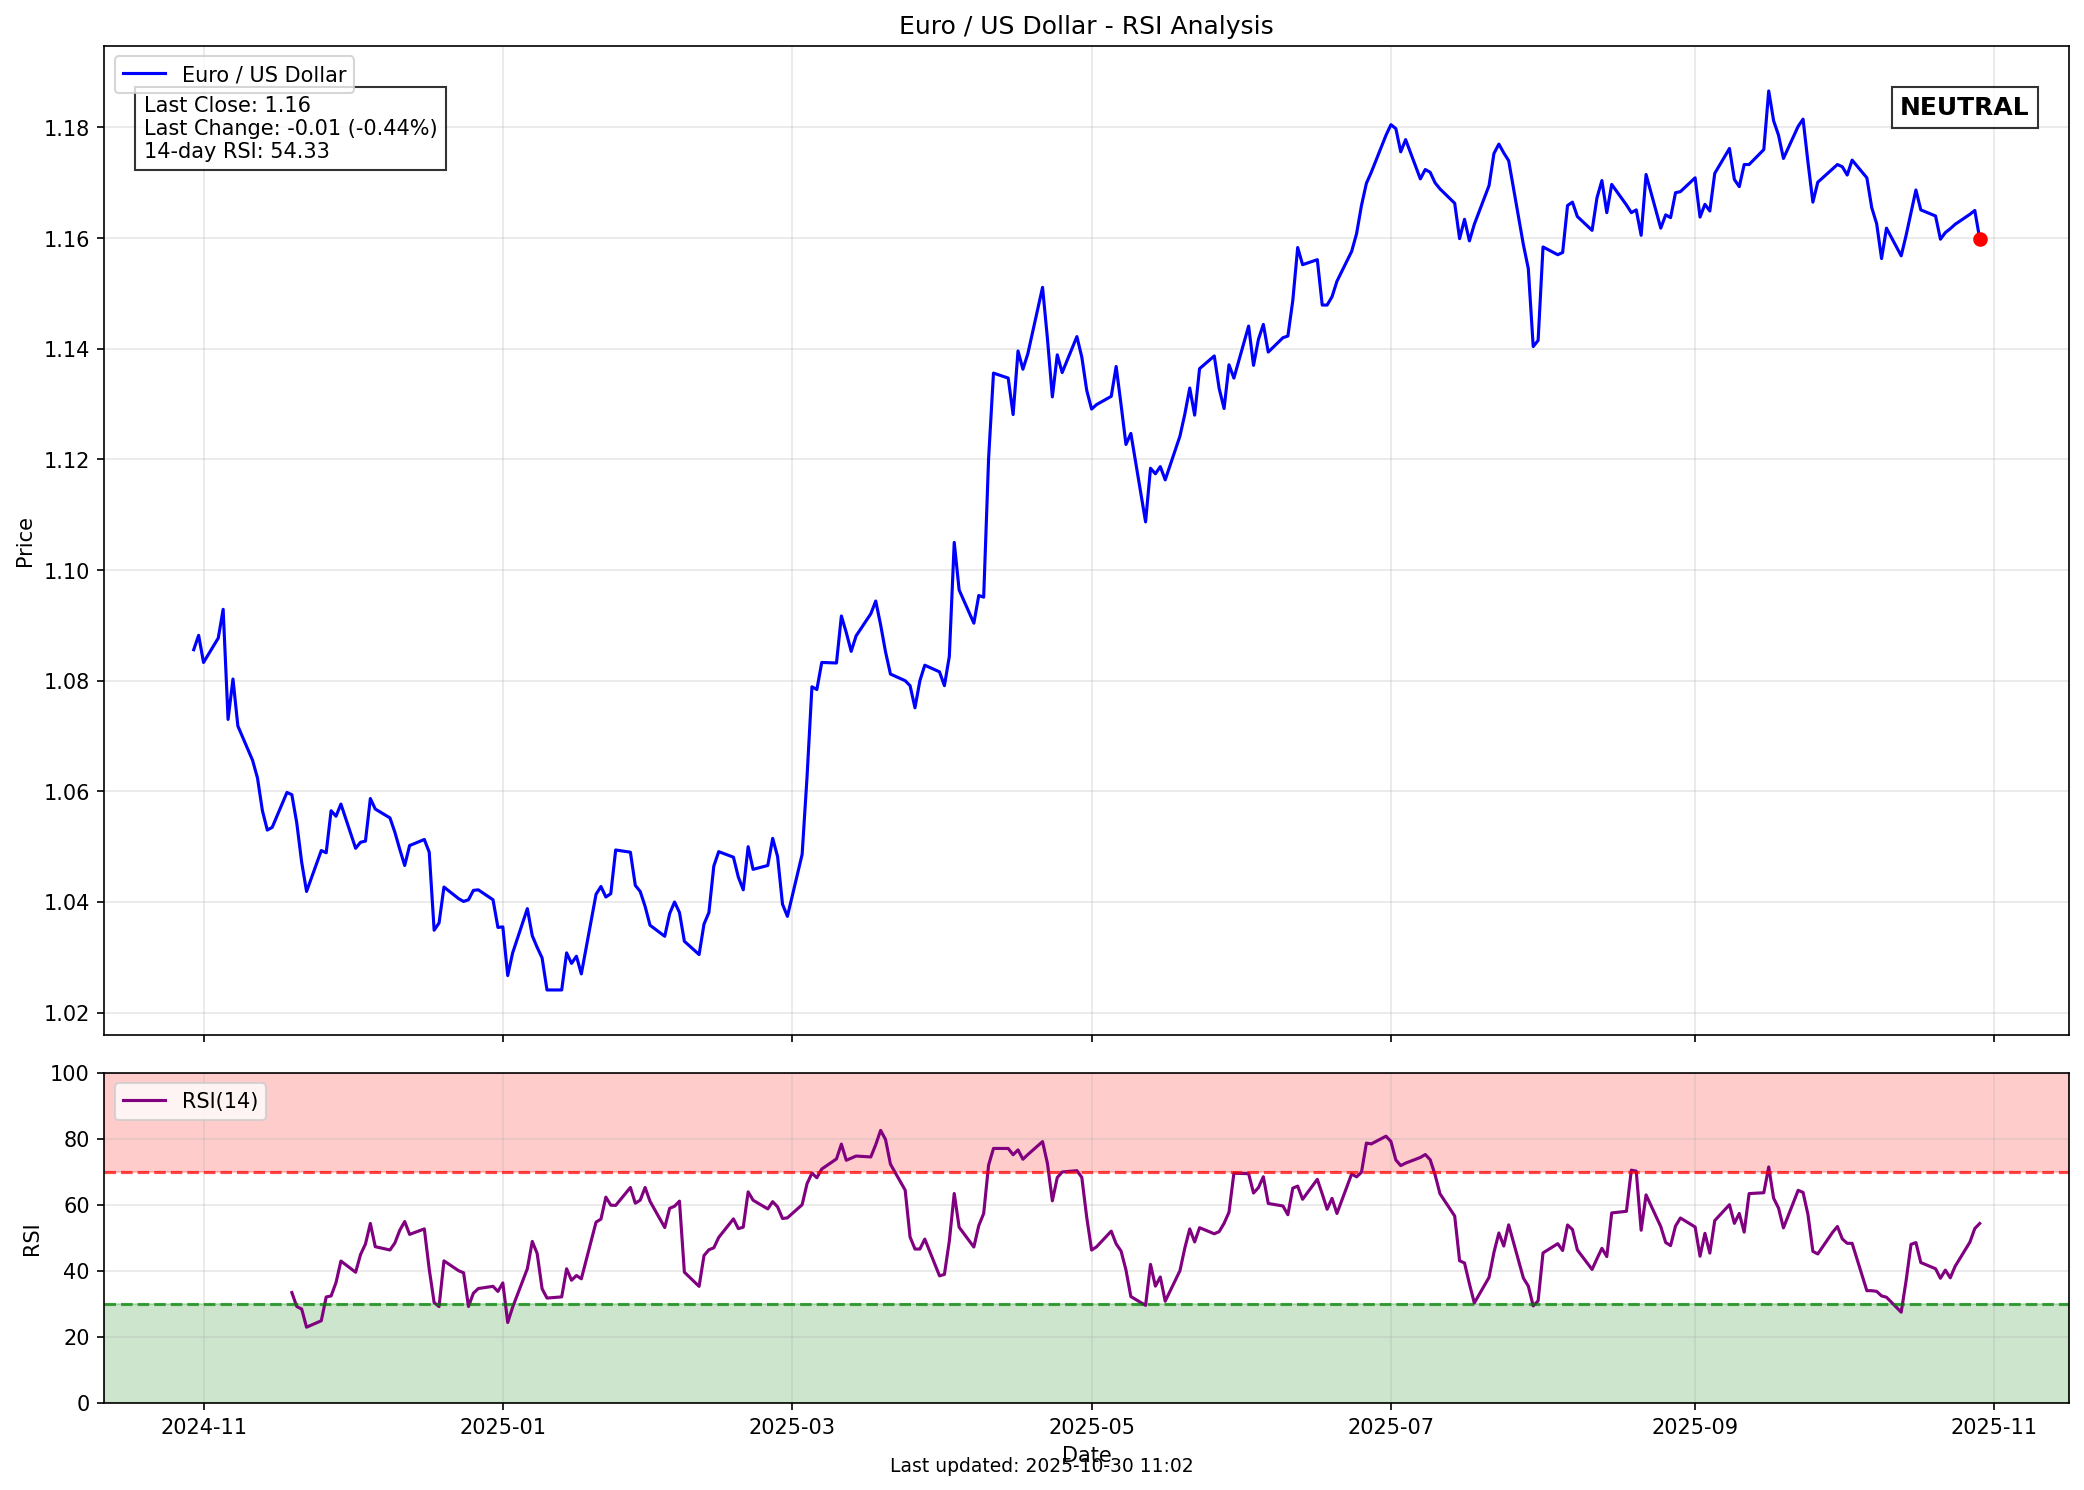 Euro / US Dollar - RSI Analysis
Euro / US Dollar
Last Close: 1.16
Last Change: -0.01 (-0.44%)
14-day RSI: 54.33
NEUTRAL
1.18
1.16
1.14
1.12
1.10
1.08
1.06
1.04
1.02
Price
RSI(14)
100
80
60
40
20
0
RSI
2024-11
2025-01
2025-03
2025-05
2025-07
2025-09
2025-11
Date
Last updated: 2025-10-30 11:02